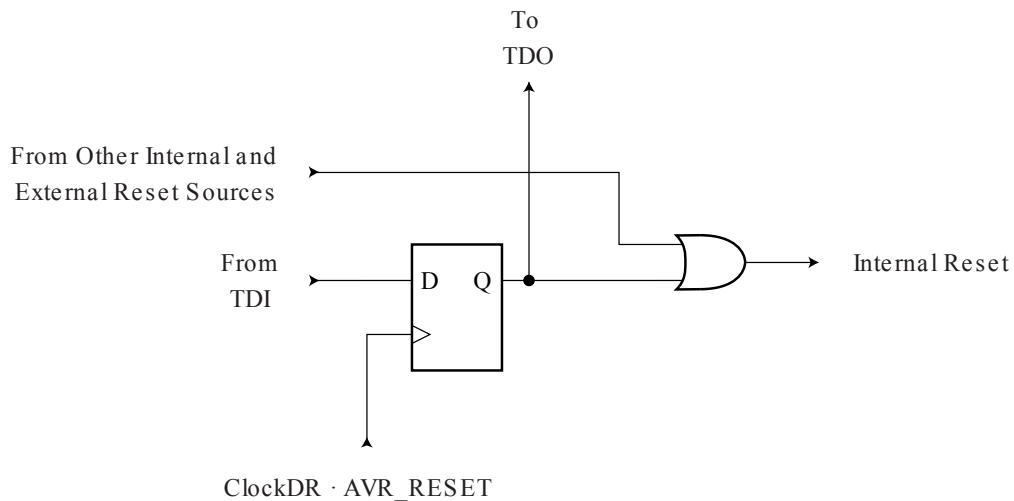 To
TDO
From Other Internal and
External Reset Sources
From
TDI
D Q
Internal Reset
ClockDR · AVR_RESET